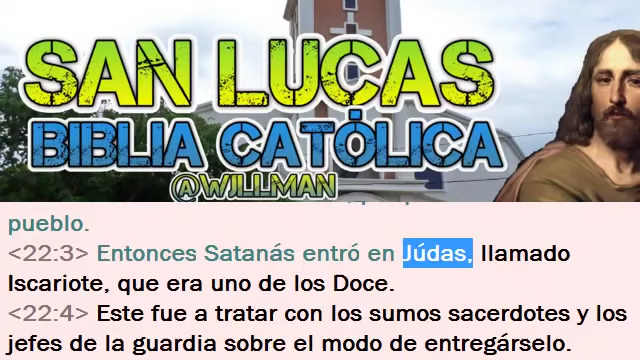 SAN LUCAS
BIBLIA CATÓLICA
@WJLLMAN
pueblo.
<22:3> Entonces Satanás entró en Júdas, llamado
Iscariote, que era uno de los Doce.
<22:4> Este fue a tratar con los sumos sacerdotes y los
jefes de la guardia sobre el modo de entregárselo.